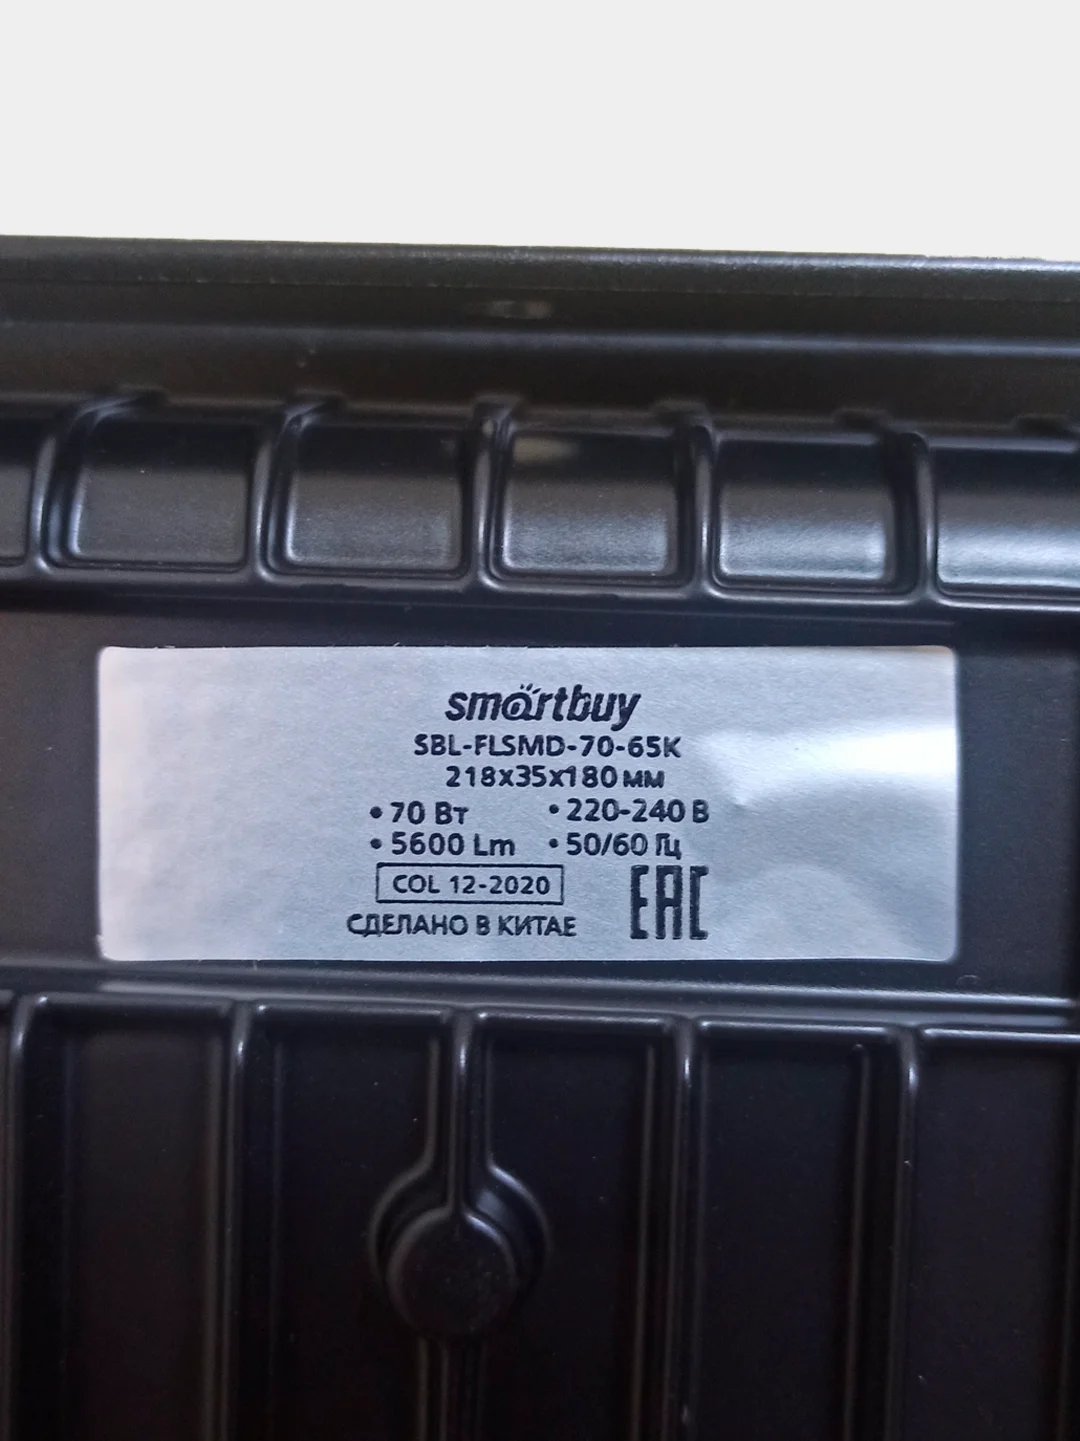 smartbuy
SBL-FLSMD-70-65K
218x35x180 мм
• 70 Вт • 220-240 В
• 5600 Lm • 50/60 Гц
COL 12-2020
СДЕЛАНО В КИТАЕ EAC